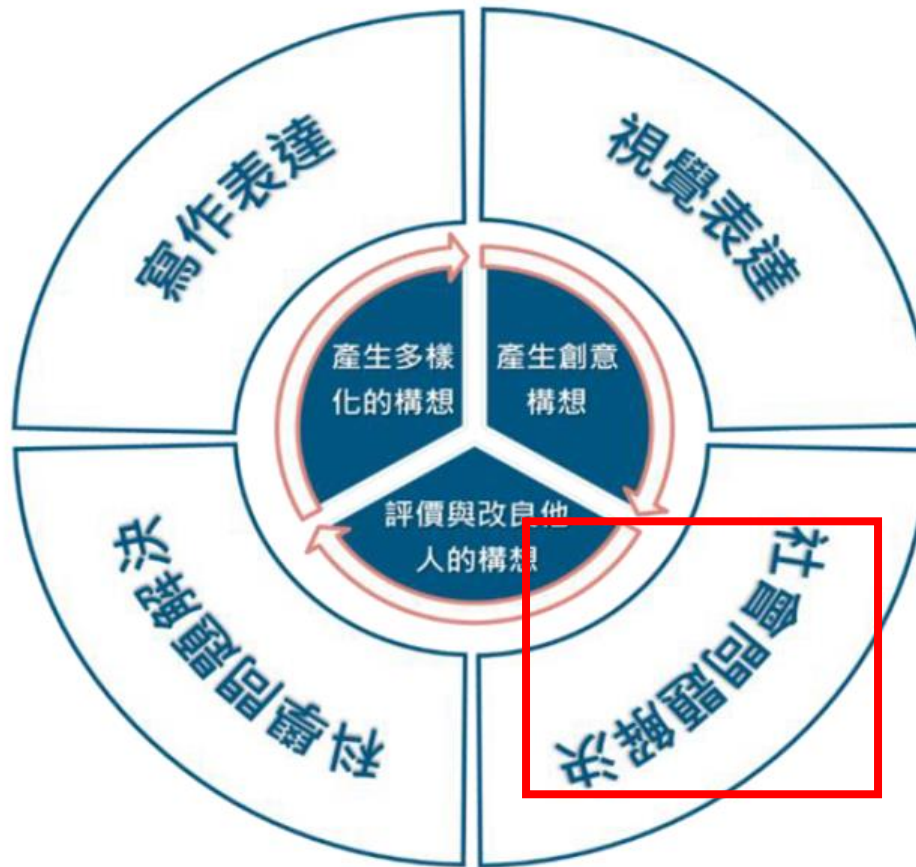 寫作表達
視覺表達
產生多樣
化的構想
產生創意
構想
評價與改良他
人的構想
科學問題解決
社會問題解決